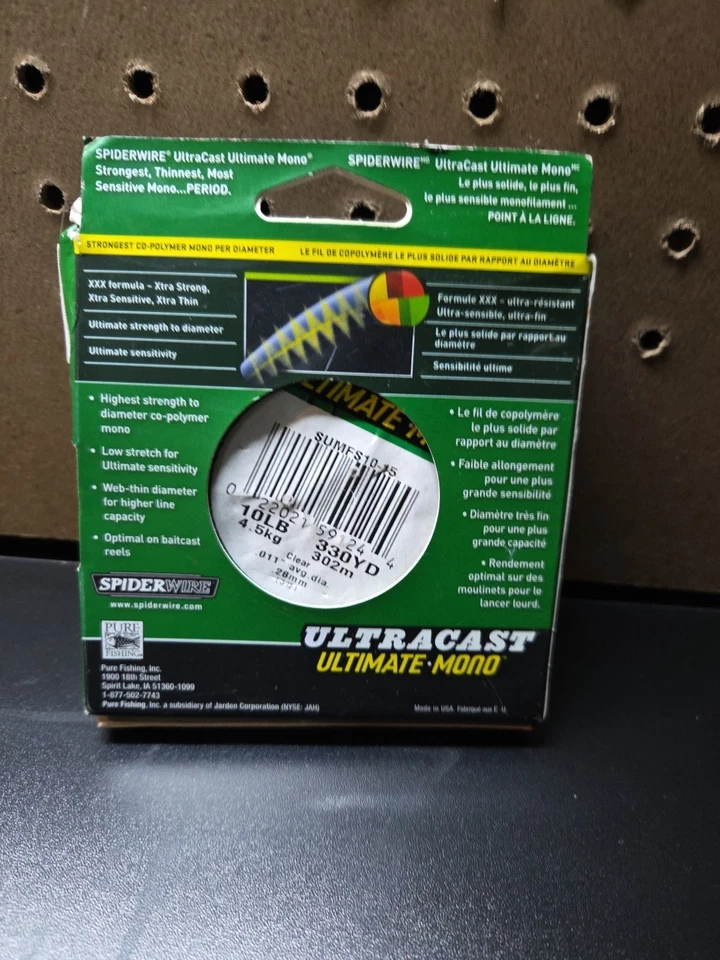 SPIDERWIRE® UltraCast Ultimate Mono®
Strongest, Thinnest, Most
Sensitive Mono...PERIOD.
SPIDERWIRE MD UltraCast Ultimate Mono MC
Le plus solide, le plus fin,
le plus sensible monofilament ...
POINT À LA LIGNE.
STRONGEST CO-POLYMER MONO PER DIAMETER
LE FIL DE COPOLYMÈRE LE PLUS SOLIDE PAR RAPPORT AU DIAMÈTRE
XXX formula – Xtra Strong,
Xtra Sensitive, Xtra Thin
Ultimate strength to diameter
Ultimate sensitivity
Formule XXX – ultra-résistant
Ultra-sensible, ultra-fin
Le plus solide par rapport au
diamètre
Sensibilité ultime
• Highest strength to
diameter co-polymer
mono
• Low stretch for
Ultimate sensitivity
• Web-thin diameter
for higher line
capacity
• Optimal on baitcast
reels
ULTIMATE
SUMFS10-15
0 22021 59124 4
10LB 330YD
4.5kg 302m
Clear
.011" avg.dia.
.28mm
• Le fil de copolymère
le plus solide par
rapport au diamètre
• Faible allongement
pour une plus
grande sensibilité
• Diamètre très fin
pour une plus
grande capacité
• Rendement
optimal sur des
moulinets pour le
lancer lourd.
SPIDERWIRE
www.spiderwire.com
PURE
FISHING
ULTRACAST
ULTIMATE·MONO
Pure Fishing, Inc.
1900 18th Street
Spirit Lake, IA 51360-1099
1-877-502-7743
Pure Fishing, Inc. a subsidiary of Jarden Corporation (NYSE: JAH)
Made in USA. Fabriqué aux É. U.